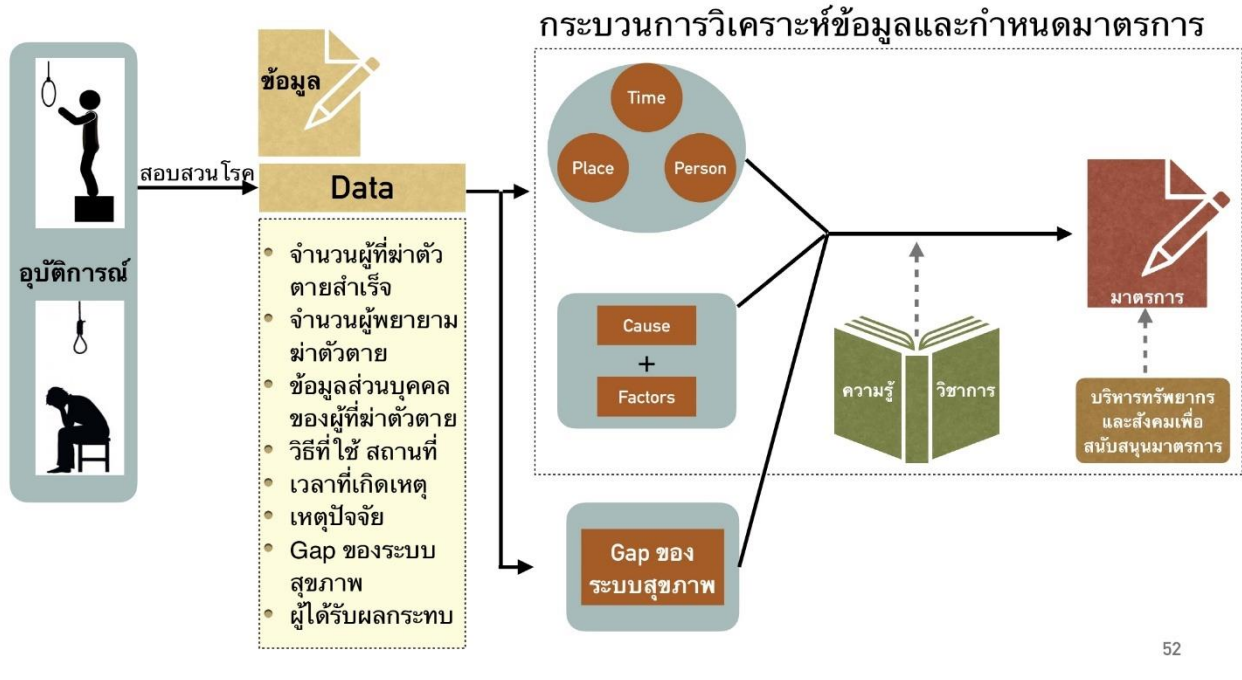 กระบวนการวิเคราะห์ข้อมูลและกำหนดมาตรการ
อุบัติการณ์
สอบสวนโรค
ข้อมูล
Data
จำนวนผู้ที่ฆ่าตัว
ตายสำเร็จ
จำนวนผู้พยายาม
ฆ่าตัวตาย
ข้อมูลส่วนบุคคล
ของผู้ที่ฆ่าตัวตาย
วิธีที่ใช้ สถานที่
เวลาที่เกิดเหตุ
เหตุปัจจัย
Gap ของระบบ
สุขภาพ
ผู้ได้รับผลกระทบ
Time
Place
Person
Cause
+
Factors
Gap ของ
ระบบสุขภาพ
ความรู้
วิชาการ
มาตรการ
บริหารทรัพยากร
และสังคมเพื่อ
สนับสนุนมาตรการ
52